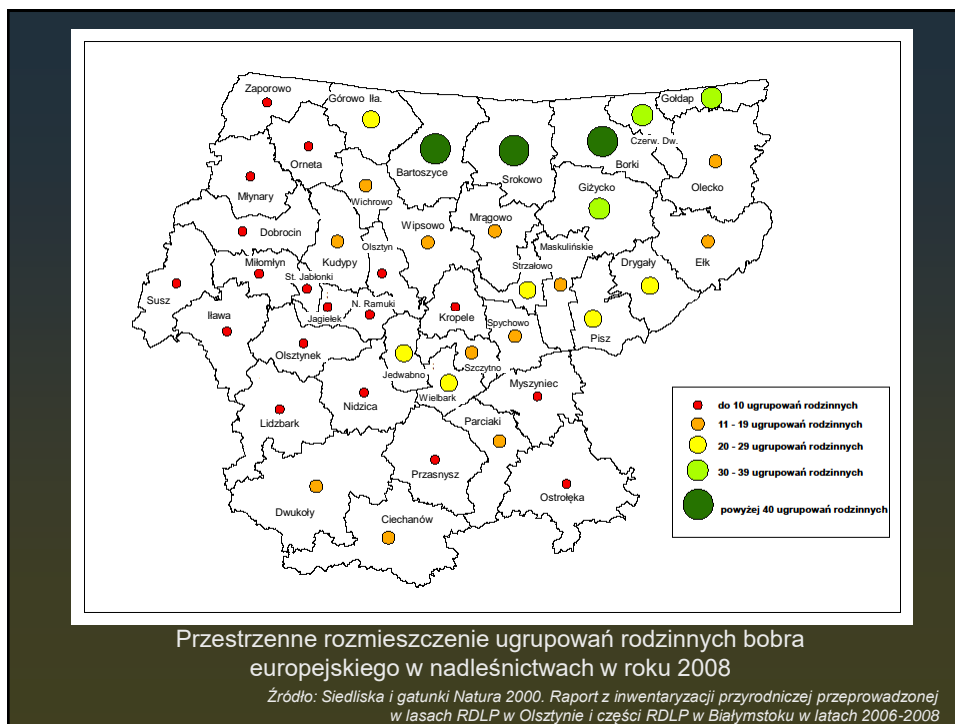 Zaporowo
Górowo Iła.
Gołdap
Czerw. Dw.
Orneta
Bartoszyce
Srokowo
Borki
Olecko
Młynary
Wichrowo
Giżycko
Dobrocin
Wipsowo
Mrągowo
Kudypy
Olsztyn
Maskulińskie
Ełk
Miłomłyn
St. Jabłonki
Strzałowo
Drygały
Susz
Iława
Jagiełek
N. Ramuki
Kropele
Spychowo
Pisz
Olsztynek
Jedwabno
Szczytno
Wielbark
Myszyniec
Nidzica
Lidzbark
Parciaki
Przasnysz
Ostrołęka
Dwukoły
Ciechanów
do 10 ugrupowań rodzinnych
11 - 19 ugrupowań rodzinnych
20 - 29 ugrupowań rodzinnych
30 - 39 ugrupowań rodzinnych
powyżej 40 ugrupowań rodzinnych
Przestrzenne rozmieszczenie ugrupowań rodzinnych bobra
europejskiego w nadleśnictwach w roku 2008
Źródło: Siedliska i gatunki Natura 2000. Raport z inwentaryzacji przyrodniczej przeprowadzonej
w lasach RDLP w Olsztynie i części RDLP w Białymstoku w latach 2006-2008